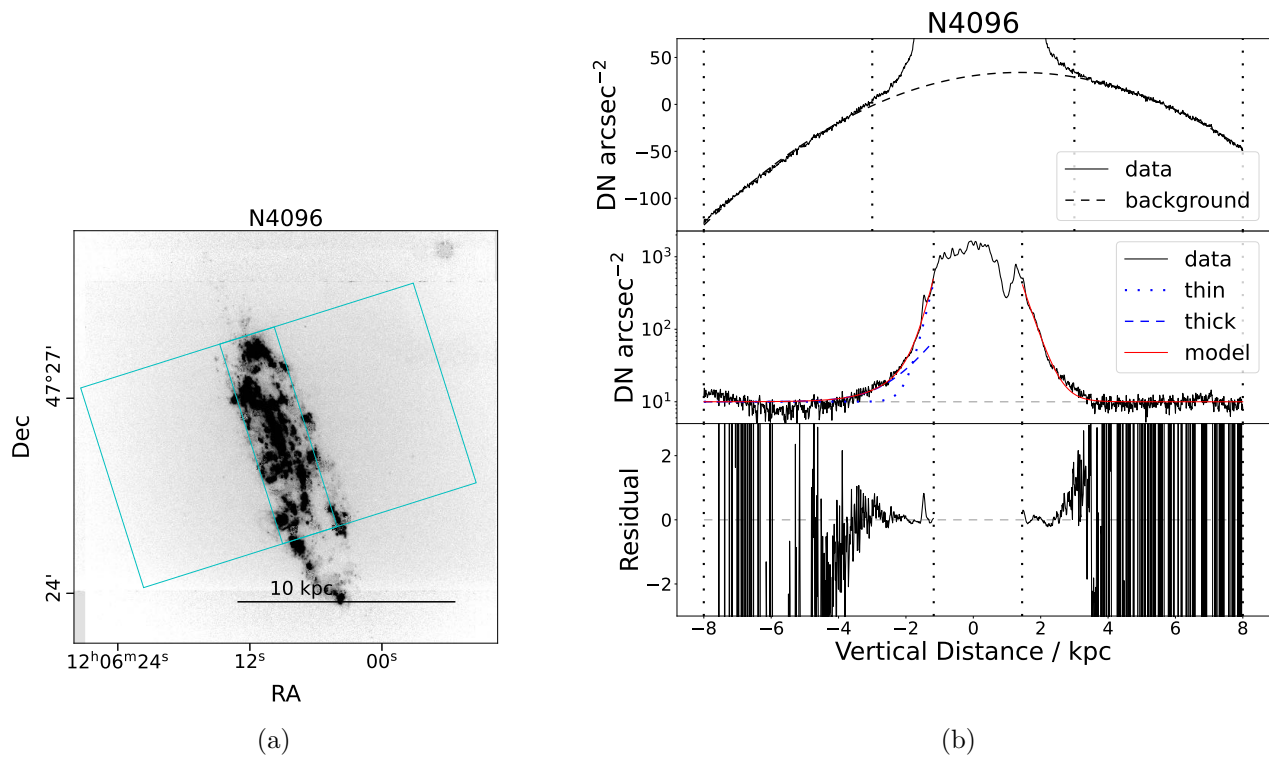 N4096
47°27'
24'
Dec
10 kpc
12ʰ06ᵐ24ˢ 12ˢ 00ˢ
RA
(a)
N4096
50
0
−50
−100
DN arcsec⁻²
data
background
10³
10²
10¹
DN arcsec⁻²
data
thin
thick
model
2
0
−2
Residual
−8 −6 −4 −2 0 2 4 6 8
Vertical Distance / kpc
(b)